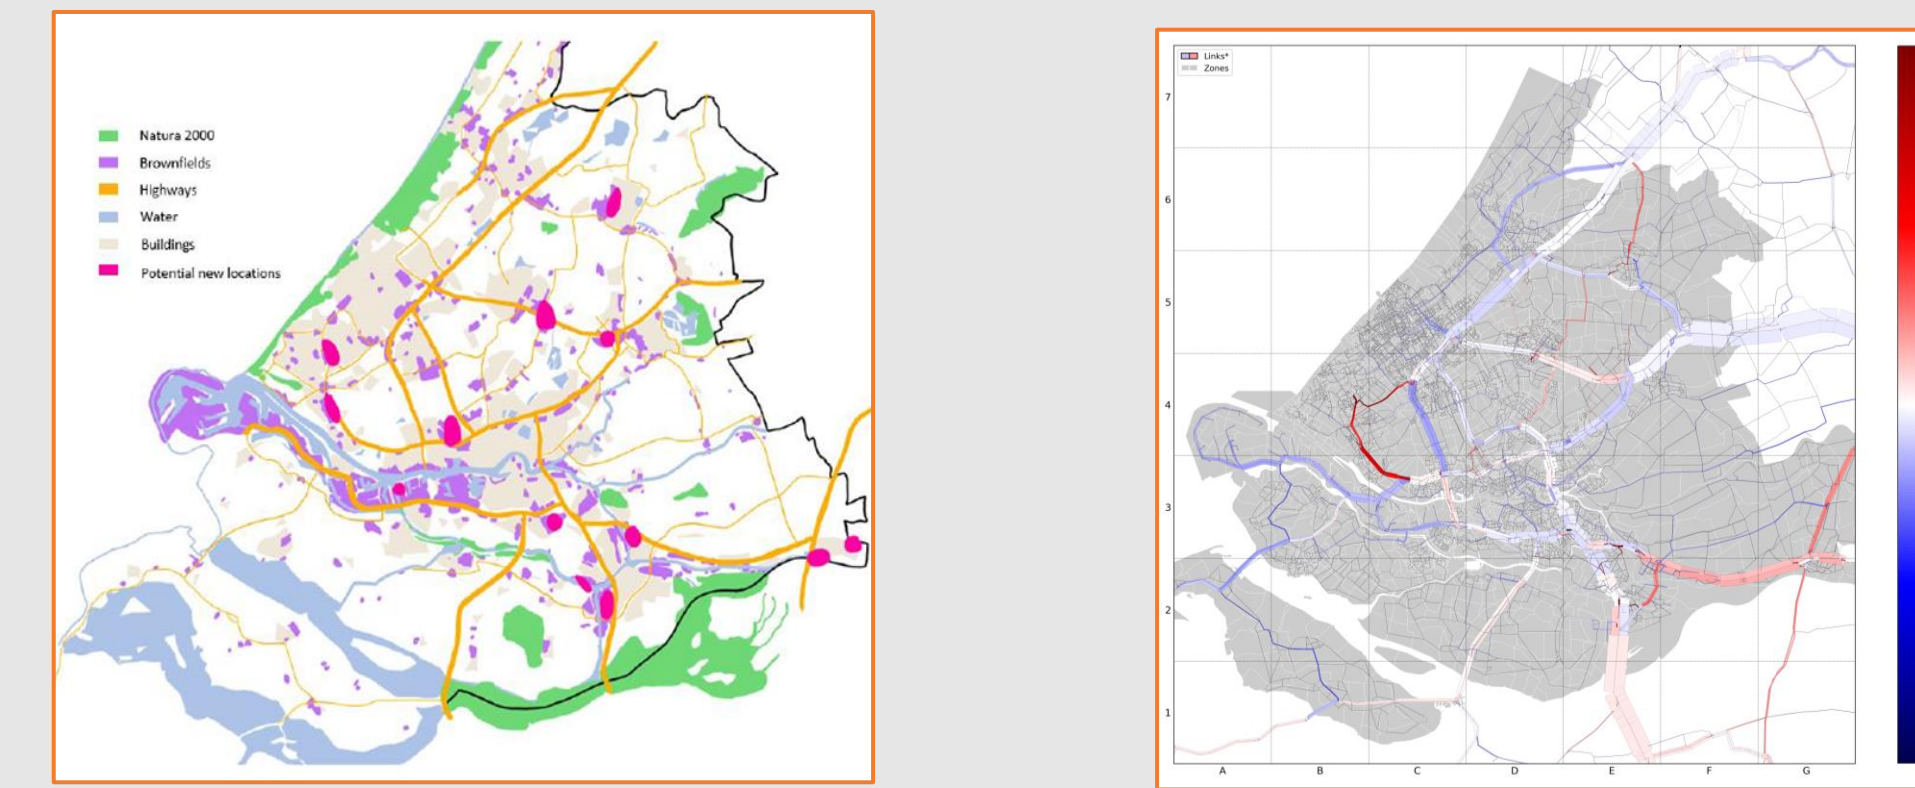 Natura 2000
Brownfields
Highways
Water
Buildings
Potential new locations
Links*
Zones
7
6
5
4
3
2
1
A B C D E F G